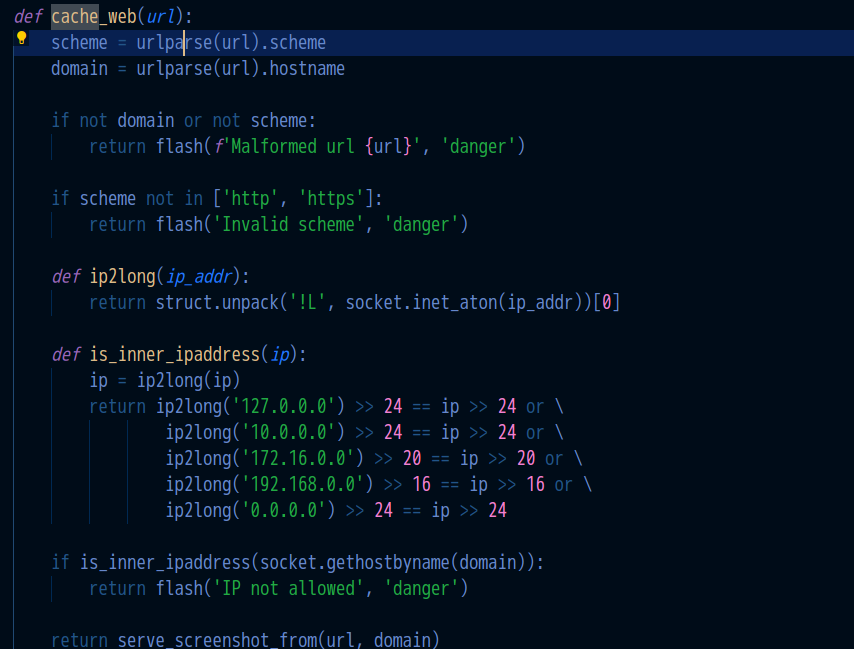 def cache_web(url):
    scheme = urlparse(url).scheme
    domain = urlparse(url).hostname

    if not domain or not scheme:
        return flash(f'Malformed url {url}', 'danger')

    if scheme not in ['http', 'https']:
        return flash('Invalid scheme', 'danger')

    def ip2long(ip_addr):
        return struct.unpack('!L', socket.inet_aton(ip_addr))[0]

    def is_inner_ipaddress(ip):
        ip = ip2long(ip)
        return ip2long('127.0.0.0') >> 24 == ip >> 24 or \
                ip2long('10.0.0.0') >> 24 == ip >> 24 or \
                ip2long('172.16.0.0') >> 20 == ip >> 20 or \
                ip2long('192.168.0.0') >> 16 == ip >> 16 or \
                ip2long('0.0.0.0') >> 24 == ip >> 24

    if is_inner_ipaddress(socket.gethostbyname(domain)):
        return flash('IP not allowed', 'danger')

    return serve_screenshot_from(url, domain)